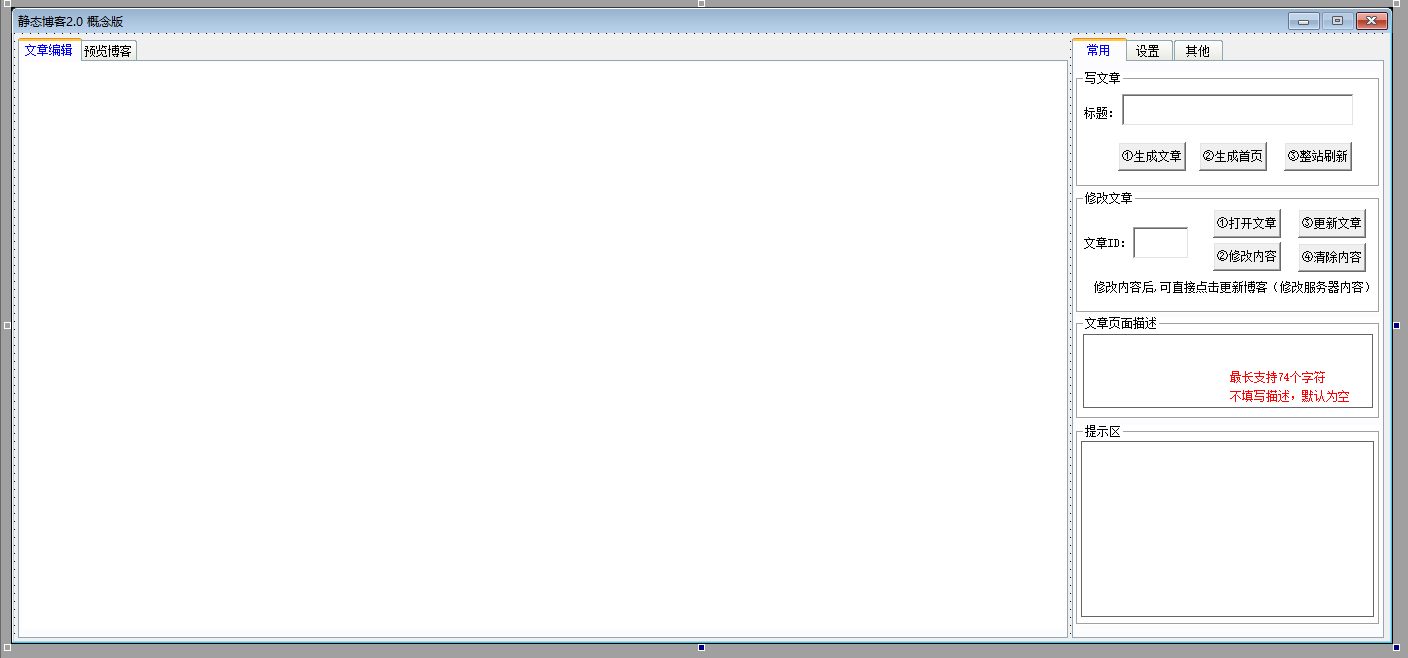 静态博客2.0 概念版
文章编辑 预览博客
常用 设置 其他
写文章
标题：
①生成文章 ②生成首页 ③整站刷新
修改文章
①打开文章 ③更新文章
文章ID：
②修改内容 ④清除内容
修改内容后,可直接点击更新博客（修改服务器内容）
文章页面描述
最长支持74个字符
不填写描述，默认为空
提示区